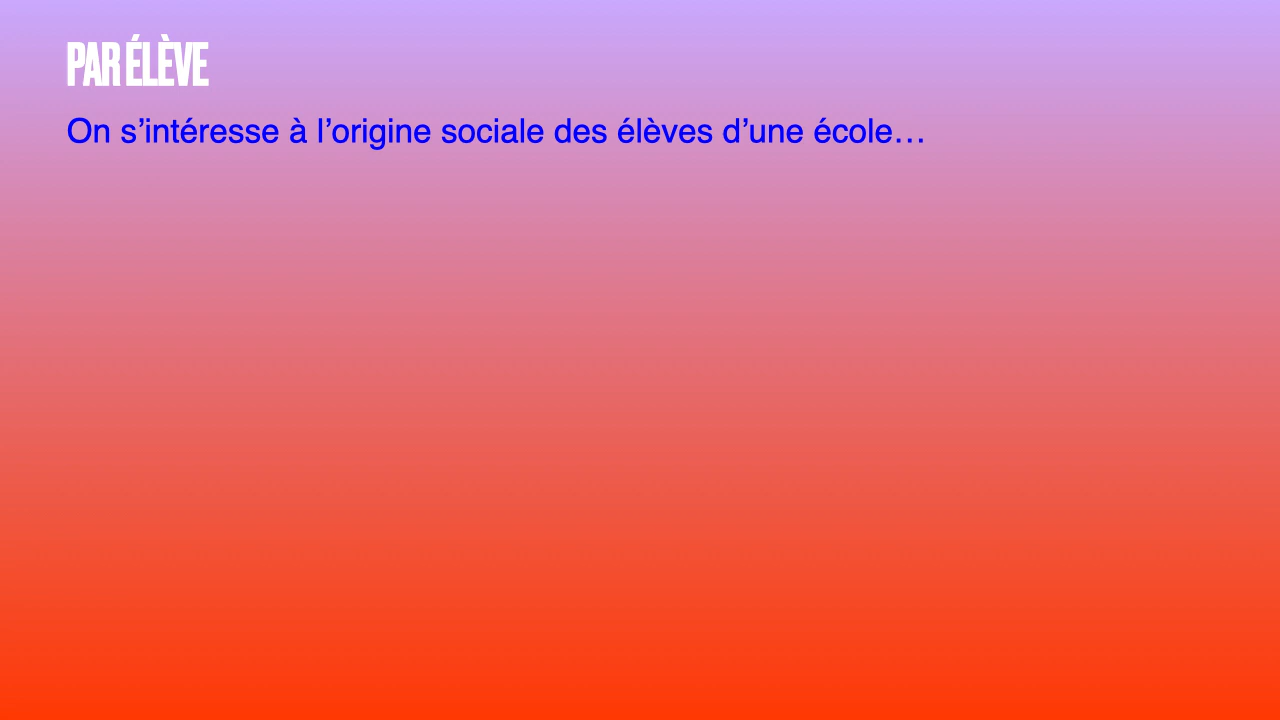 PAR ÉLÈVE
On s’intéresse à l’origine sociale des élèves d’une école…